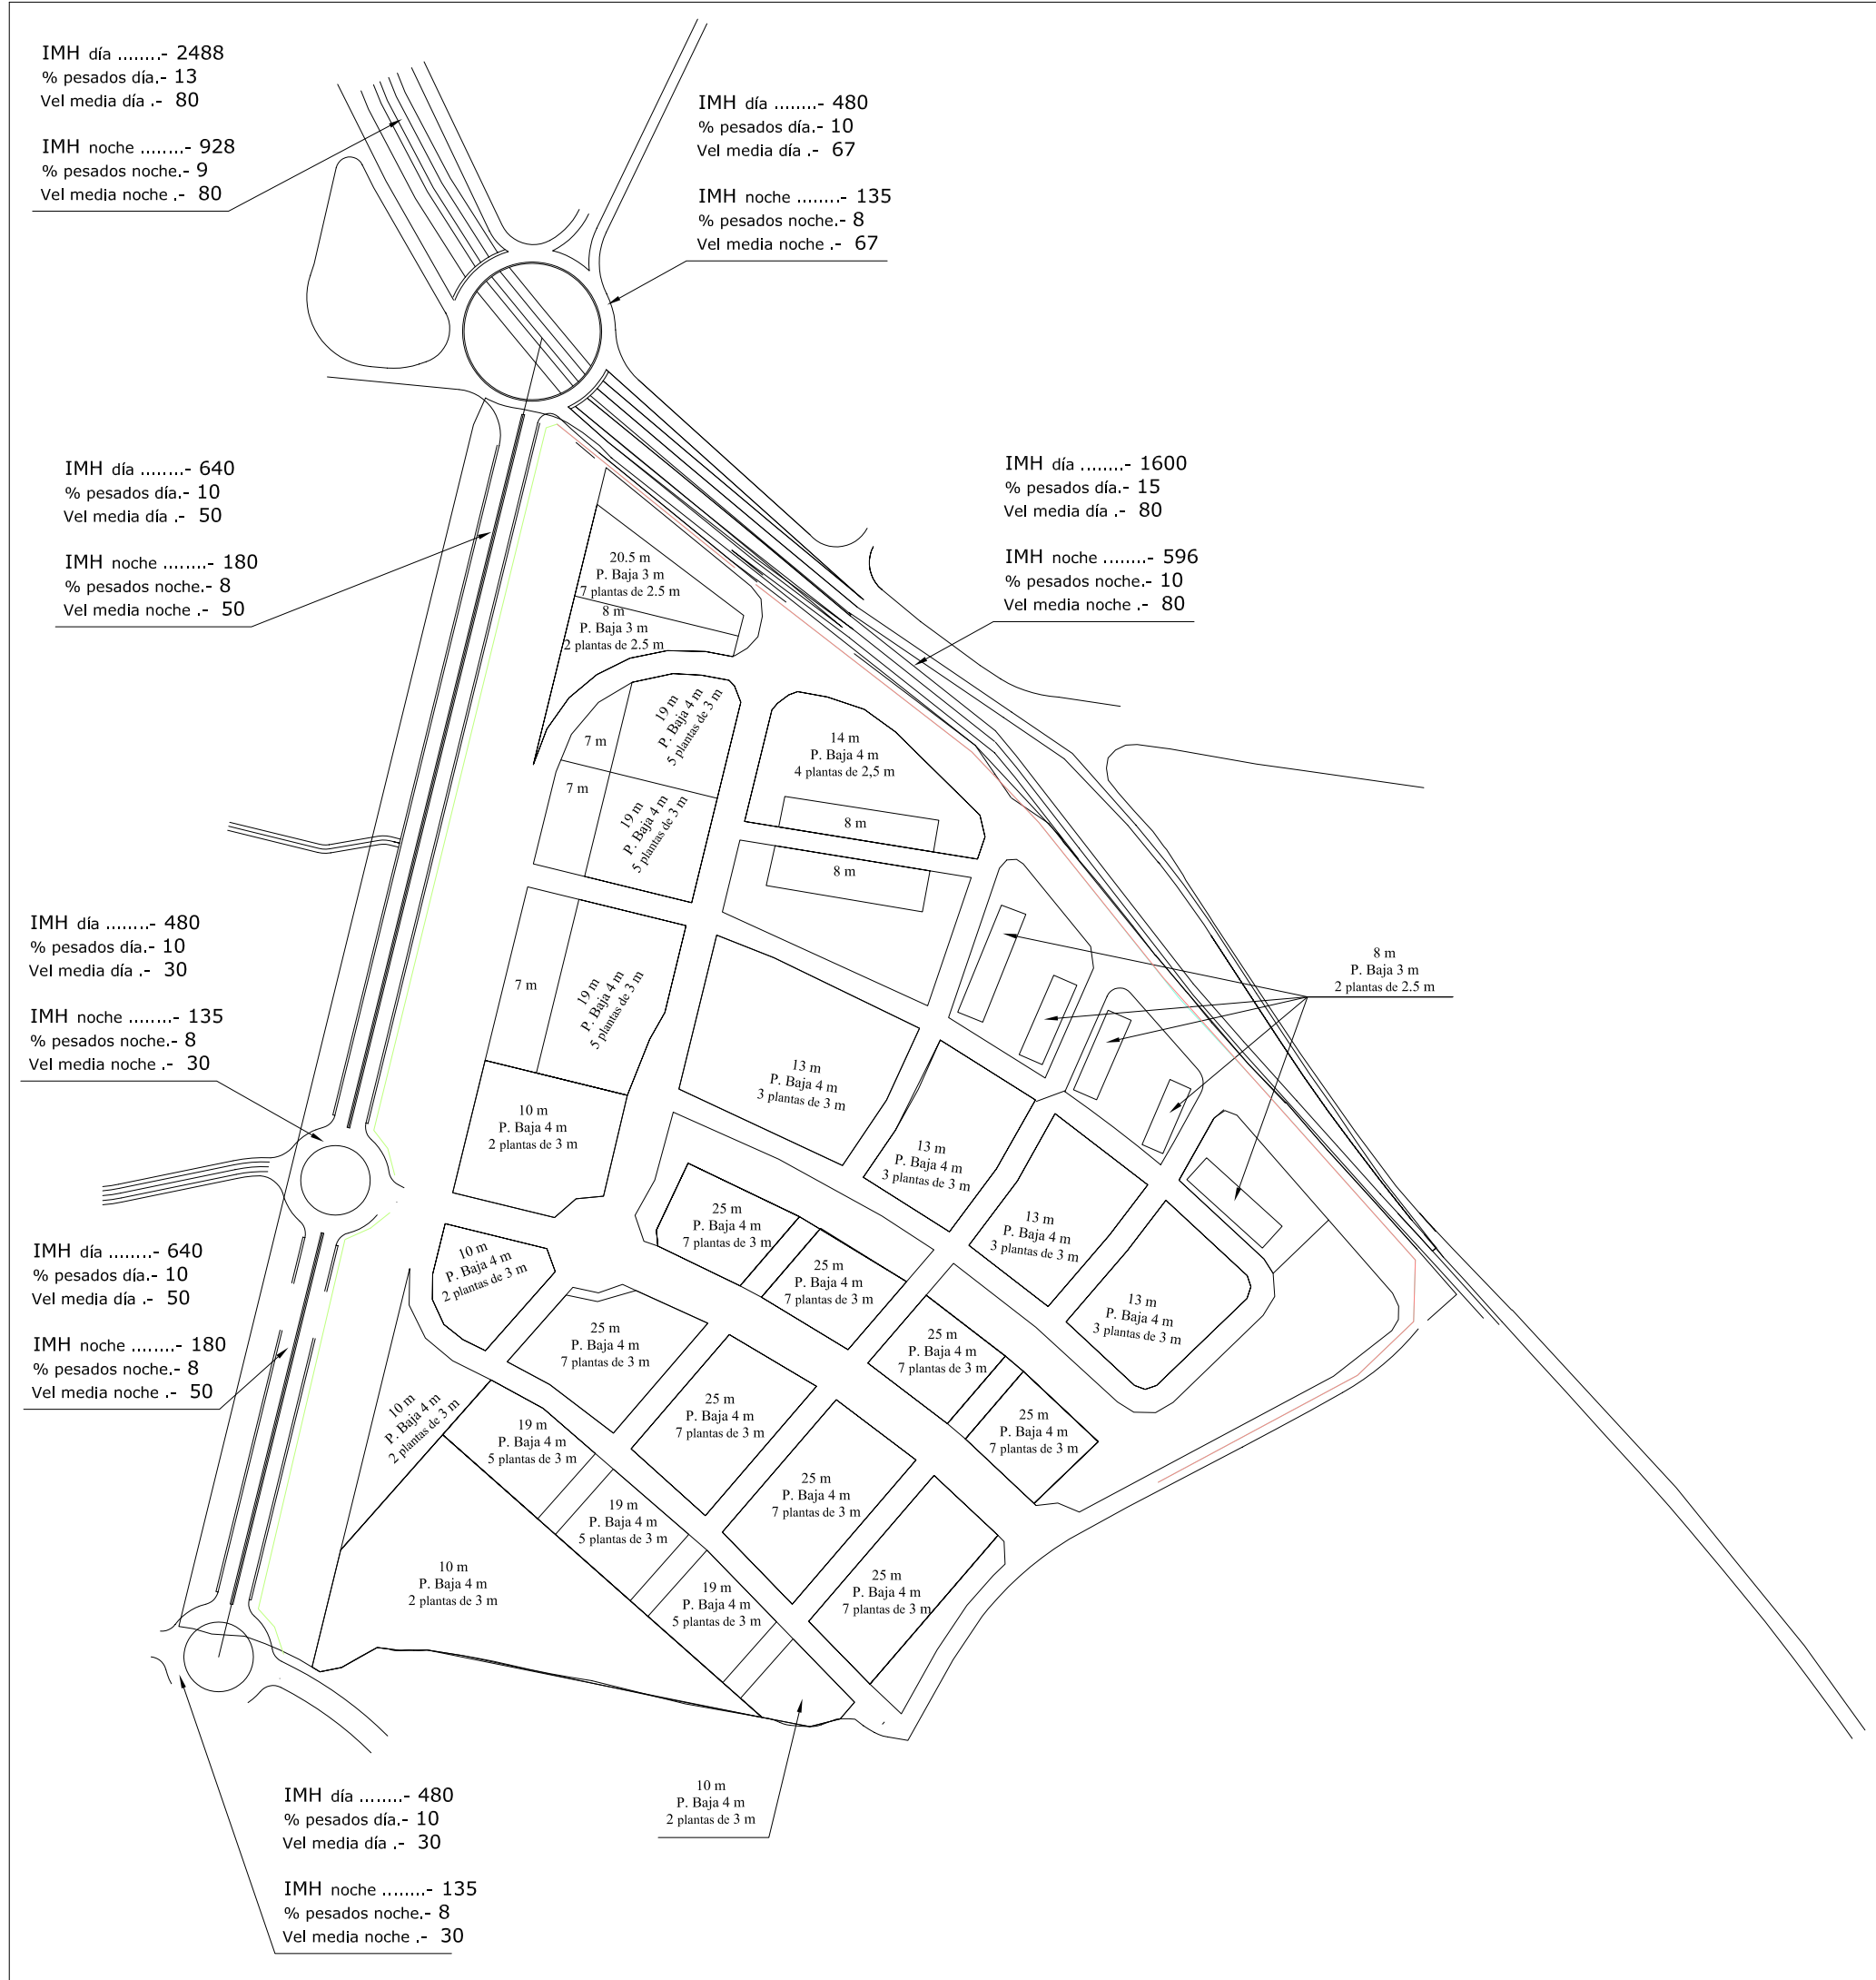 IMH día ........- 2488
% pesados día.- 13
Vel media día .- 80
IMH noche ........- 928
% pesados noche.- 9
Vel media noche .- 80
IMH día ........- 480
% pesados día.- 10
Vel media día .- 67
IMH noche ........- 135
% pesados noche.- 8
Vel media noche .- 67
IMH día ........- 640
% pesados día.- 10
Vel media día .- 50
IMH noche ........- 180
% pesados noche.- 8
Vel media noche .- 50
IMH día ........- 1600
% pesados día.- 15
Vel media día .- 80
IMH noche ........- 596
% pesados noche.- 10
Vel media noche .- 80
20.5 m
P. Baja 3 m
7 plantas de 2.5 m
8 m
P. Baja 3 m
2 plantas de 2.5 m
19 m
P. Baja 4 m
5 plantas de 3 m
7 m
7 m
19 m
P. Baja 4 m
5 plantas de 3 m
14 m
P. Baja 4 m
4 plantas de 2,5 m
8 m
8 m
IMH día ........- 480
% pesados día.- 10
Vel media día .- 30
IMH noche ........- 135
% pesados noche.- 8
Vel media noche .- 30
7 m
19 m
P. Baja 4 m
5 plantas de 3 m
8 m
P. Baja 3 m
2 plantas de 2.5 m
13 m
P. Baja 4 m
3 plantas de 3 m
10 m
P. Baja 4 m
2 plantas de 3 m
13 m
P. Baja 4 m
3 plantas de 3 m
25 m
P. Baja 4 m
7 plantas de 3 m
13 m
P. Baja 4 m
3 plantas de 3 m
10 m
P. Baja 4 m
2 plantas de 3 m
25 m
P. Baja 4 m
7 plantas de 3 m
13 m
P. Baja 4 m
3 plantas de 3 m
IMH día ........- 640
% pesados día.- 10
Vel media día .- 50
IMH noche ........- 180
% pesados noche.- 8
Vel media noche .- 50
25 m
P. Baja 4 m
7 plantas de 3 m
25 m
P. Baja 4 m
7 plantas de 3 m
10 m
P. Baja 4 m
2 plantas de 3 m
19 m
P. Baja 4 m
5 plantas de 3 m
25 m
P. Baja 4 m
7 plantas de 3 m
25 m
P. Baja 4 m
7 plantas de 3 m
25 m
P. Baja 4 m
7 plantas de 3 m
19 m
P. Baja 4 m
5 plantas de 3 m
10 m
P. Baja 4 m
2 plantas de 3 m
19 m
P. Baja 4 m
5 plantas de 3 m
25 m
P. Baja 4 m
7 plantas de 3 m
10 m
P. Baja 4 m
2 plantas de 3 m
IMH día ........- 480
% pesados día.- 10
Vel media día .- 30
IMH noche ........- 135
% pesados noche.- 8
Vel media noche .- 30